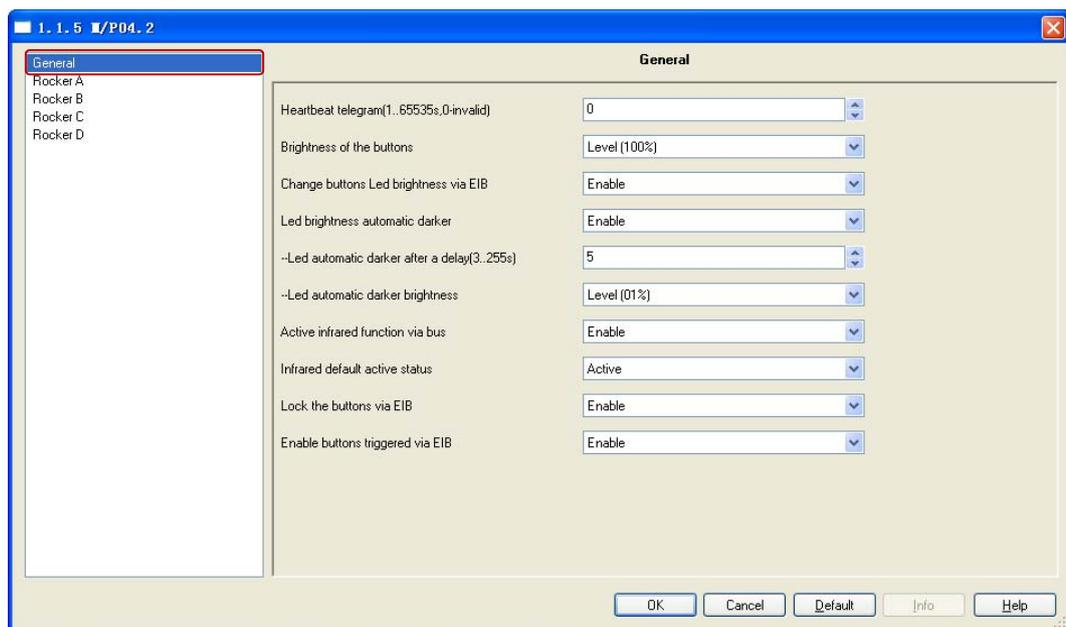 1.1.5 M/P04.2
General
Rocker A
Rocker B
Rocker C
Rocker D
General
Heartbeat telegram(1..65535s,0-invalid) 0
Brightness of the buttons Level (100%)
Change buttons Led brightness via EIB Enable
Led brightness automatic darker Enable
--Led automatic darker after a delay(3..255s) 5
--Led automatic darker brightness Level (01%)
Active infrared function via bus Enable
Infrared default active status Active
Lock the buttons via EIB Enable
Enable buttons triggered via EIB Enable
OK Cancel Default Info Help